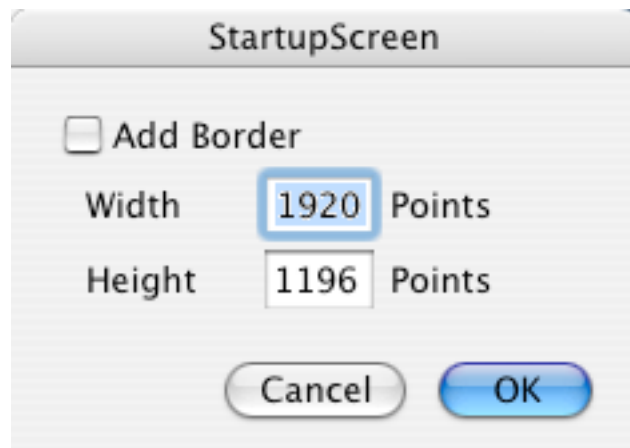 StartupScreen
Add Border
Width 1920 Points
Height 1196 Points
Cancel OK